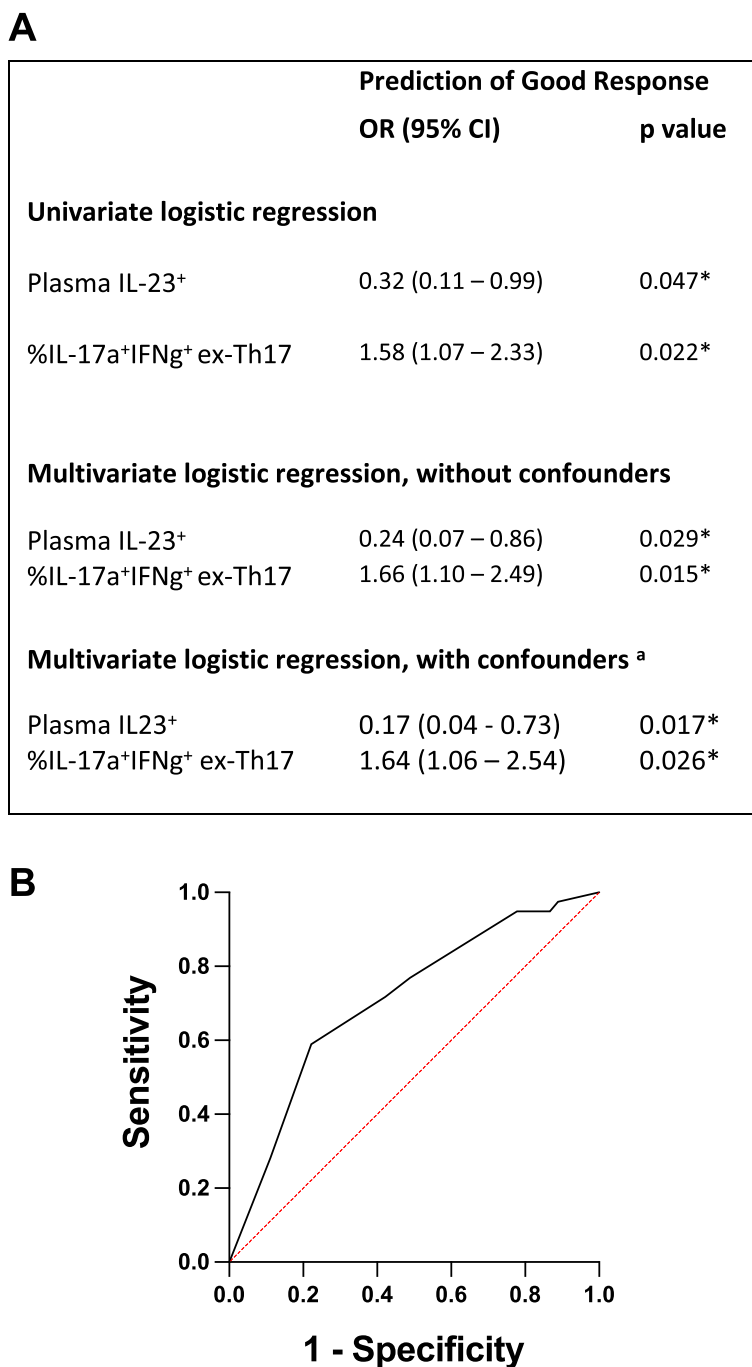 A
Prediction of Good Response
OR (95% CI) p value
Univariate logistic regression
Plasma IL-23⁺ 0.32 (0.11 – 0.99) 0.047*
%IL-17a⁺IFNg⁺ ex-Th17 1.58 (1.07 – 2.33) 0.022*
Multivariate logistic regression, without confounders
Plasma IL-23⁺ 0.24 (0.07 – 0.86) 0.029*
%IL-17a⁺IFNg⁺ ex-Th17 1.66 (1.10 – 2.49) 0.015*
Multivariate logistic regression, with confounders ᵃ
Plasma IL23⁺ 0.17 (0.04 - 0.73) 0.017*
%IL-17a⁺IFNg⁺ ex-Th17 1.64 (1.06 – 2.54) 0.026*
B
Sensitivity
1.0
0.8
0.6
0.4
0.2
0.0
0.0 0.2 0.4 0.6 0.8 1.0
1 - Specificity